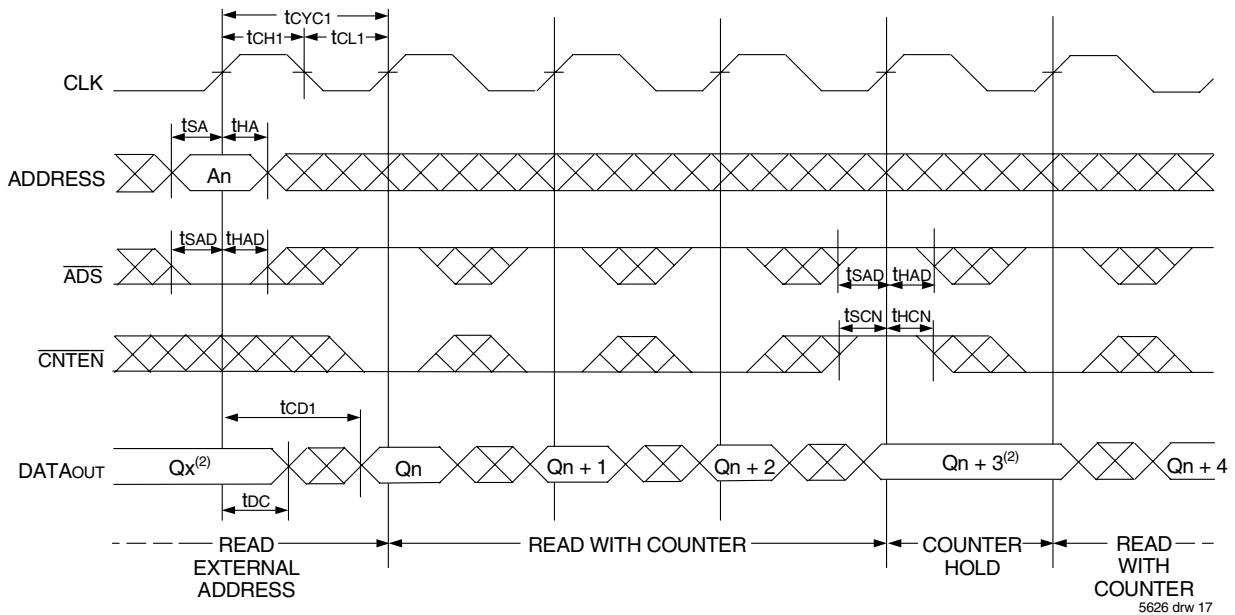 tCYC1
tCH1 tCL1
CLK
tSA tHA
ADDRESS An
tSAD tHAD
ADS
tSAD tHAD
tSCN tHCN
CNTEN
tCD1
DATAOUT Qx(2) Qn Qn + 1 Qn + 2 Qn + 3(2) Qn + 4
tDC
READ EXTERNAL ADDRESS
READ WITH COUNTER
COUNTER HOLD
READ WITH COUNTER
5626 drw 17